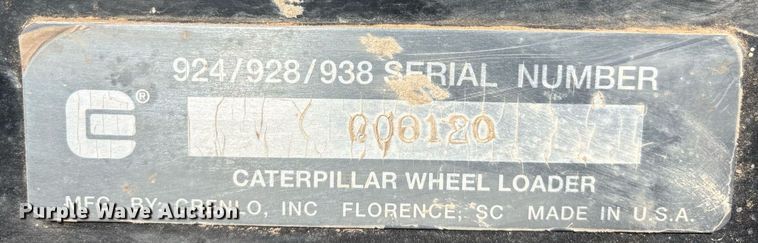 924/928/938 SERIAL NUMBER
®
006120
CATERPILLAR WHEEL LOADER
MFG. BY: CRENLO, INC FLORENCE, SC MADE IN U.S.A.
Purple Wave Auction